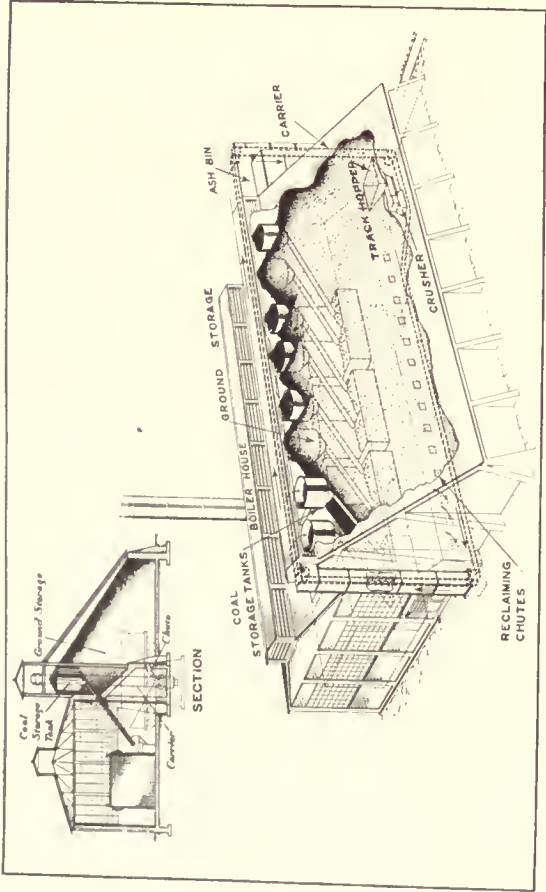 Coal
Storage
Tank
Ground Storage
Chute
Carrier
SECTION
COAL
STORAGE TANKS
BOILER HOUSE
GROUND STORAGE
ASH BIN
CARRIER
TRACK HOPPER
CRUSHER
RECLAIMING
CHUTES